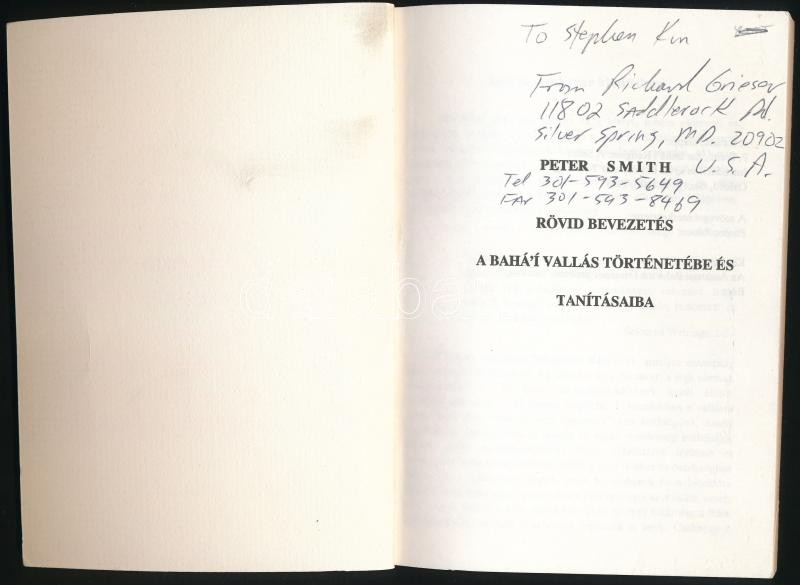 To Stephen Kun
From Richard Grieser
11802 Saddlerock Rd.
Silver Spring, MD. 20902
U.S.A.
PETER SMITH
Tel 301-593-5649
FAX 301-593-8469
RÖVID BEVEZETÉS
A BAHÁ'Í VALLÁS TÖRTÉNETÉBE ÉS
TANÍTÁSAIBA